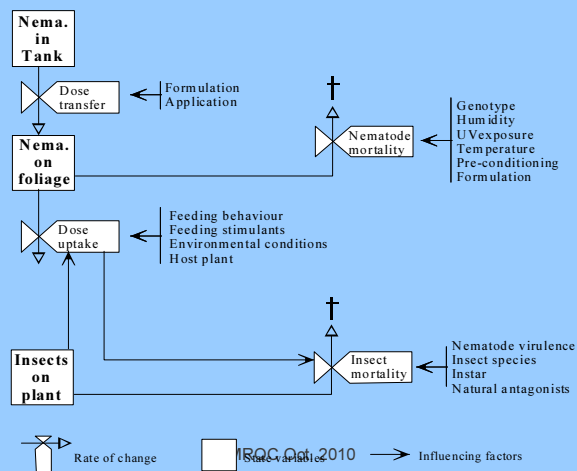 Nema.
in
Tank
Dose
transfer
Formulation
Application
Nema.
on
foliage
Nematode
mortality
Genotype
Humidity
UVexposure
Temperature
Pre-conditioning
Formulation
Dose
uptake
Feeding behaviour
Feeding stimulants
Environmental conditions
Host plant
Insects
on
plant
Insect
mortality
Nematode virulence
Insect species
Instar
Natural antagonists
Rate of change
State variables
Oct. 2010
Influencing factors